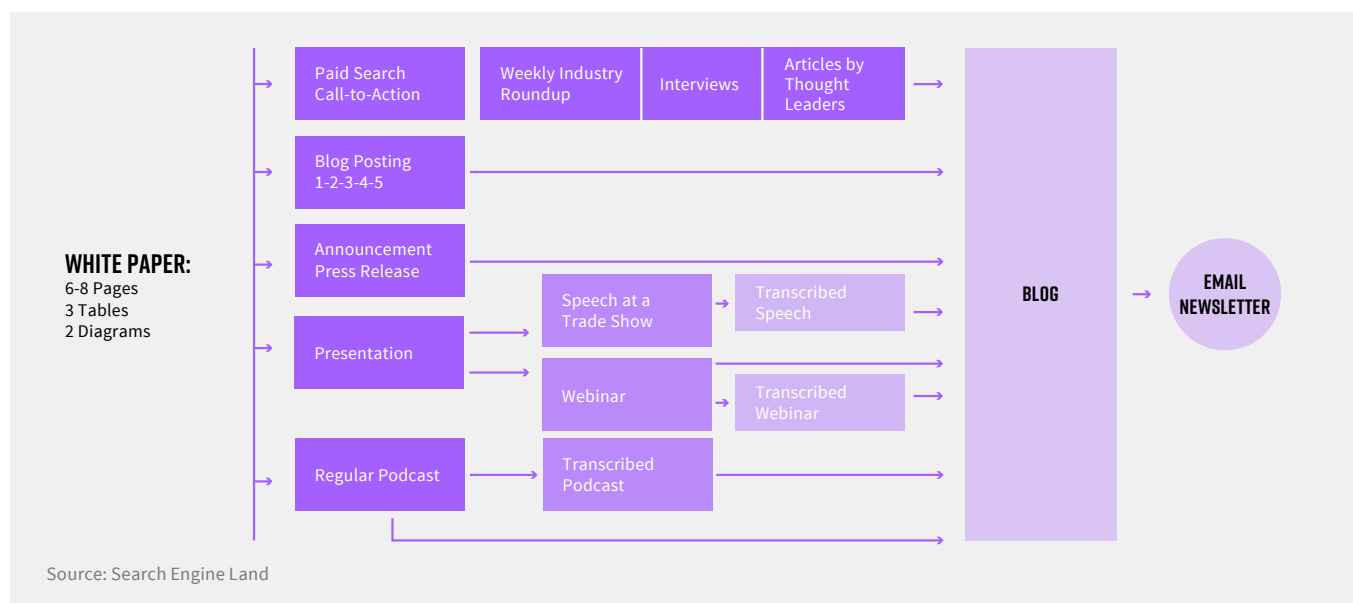 WHITE PAPER:
6-8 Pages
3 Tables
2 Diagrams
Paid Search
Call-to-Action
Weekly Industry
Roundup
Interviews
Articles by
Thought
Leaders
Blog Posting
1-2-3-4-5
Announcement
Press Release
Presentation
Speech at a
Trade Show
Transcribed
Speech
Webinar
Transcribed
Webinar
Regular Podcast
Transcribed
Podcast
BLOG
EMAIL
NEWSLETTER
Source: Search Engine Land